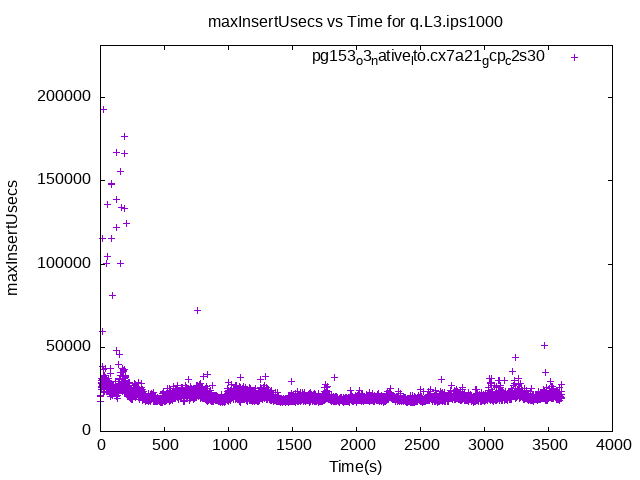 maxInsertUsecs vs Time for q.L3.ips1000
pg153o3native_lto.cx7a21gcpc2s30
200000
150000
100000
50000
0
maxInsertUsecs
0 500 1000 1500 2000 2500 3000 3500 4000
Time(s)